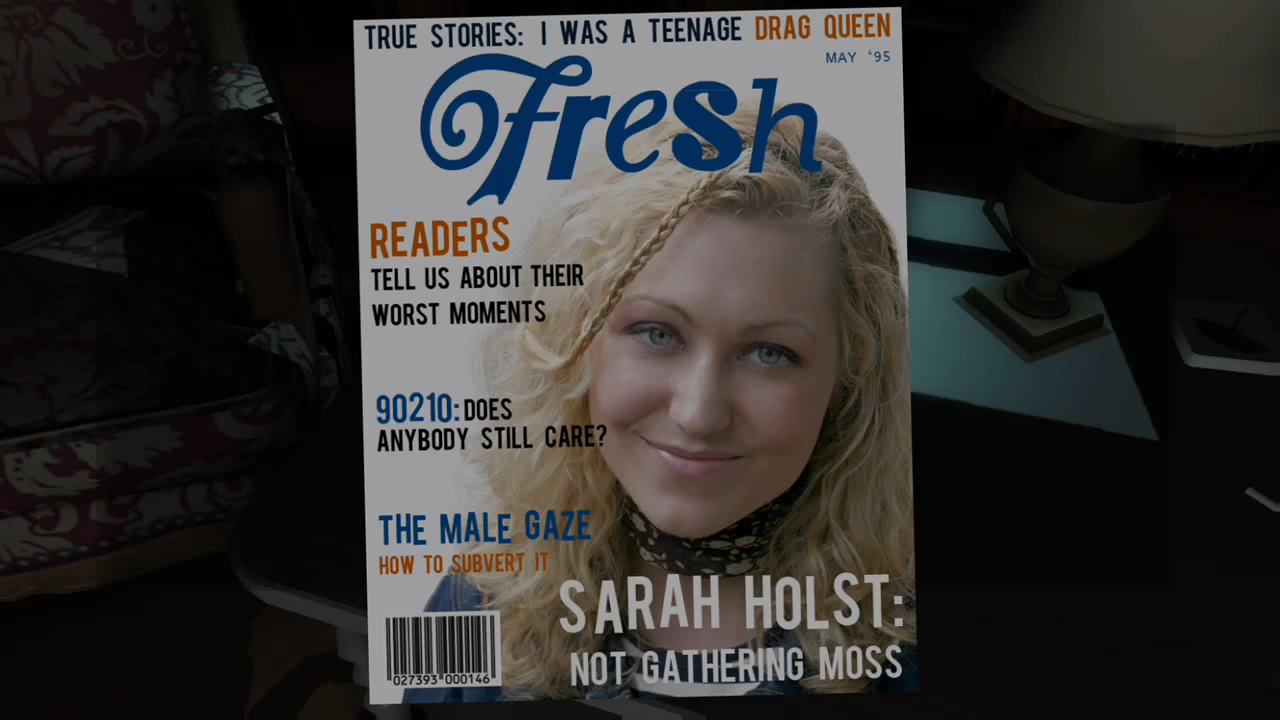 TRUE STORIES: I WAS A TEENAGE DRAG QUEEN
MAY '95
Fresh
READERS
TELL US ABOUT THEIR
WORST MOMENTS
90210: DOES
ANYBODY STILL CARE?
THE MALE GAZE
HOW TO SUBVERT IT
SARAH HOLST:
NOT GATHERING MOSS
027393 000146